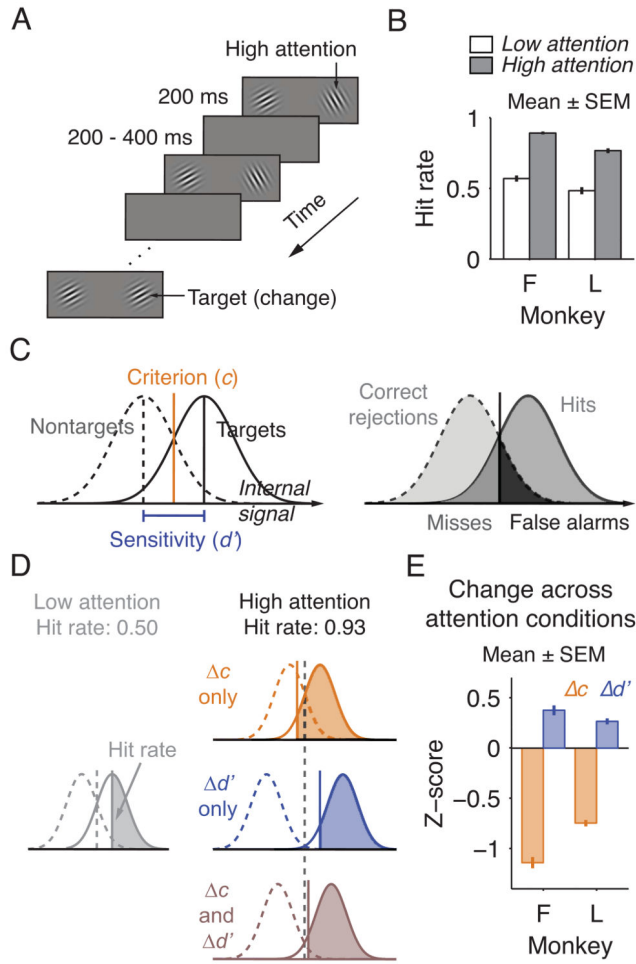 A
High attention
200 ms
200 - 400 ms
Time
Target (change)
B
Low attention
High attention
Mean ± SEM
1
0.5
0
Hit rate
F L
Monkey
C
Criterion (c)
Nontargets
Targets
Internal
signal
Sensitivity (d')
Correct
rejections
Hits
Misses
False alarms
D
Low attention
Hit rate: 0.50
High attention
Hit rate: 0.93
Hit rate
Δc
only
Δd'
only
Δc
and
Δd'
E
Change across
attention conditions
Mean ± SEM
Δc Δd'
0.5
0
−0.5
−1
Z-score
F L
Monkey